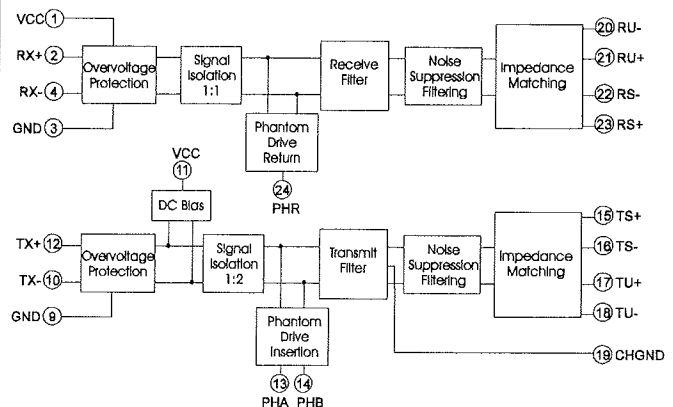 VCC 1
RX+ 2
RX- 4
GND 3
Overvoltage
Protection
Signal
Isolation
1:1
Phantom
Drive
Return
24
PHR
Receive
Filter
Noise
Suppression
Filtering
Impedance
Matching
20 RU-
21 RU+
22 RS-
23 RS+
VCC
11
DC Bias
TX+ 12
TX- 10
GND 9
Overvoltage
Protection
Signal
Isolation
1:2
Phantom
Drive
Insertion
13 14
PHA PHB
Transmit
Filter
Noise
Suppression
Filtering
Impedance
Matching
15 TS+
16 TS-
17 TU+
18 TU-
19 CHGND